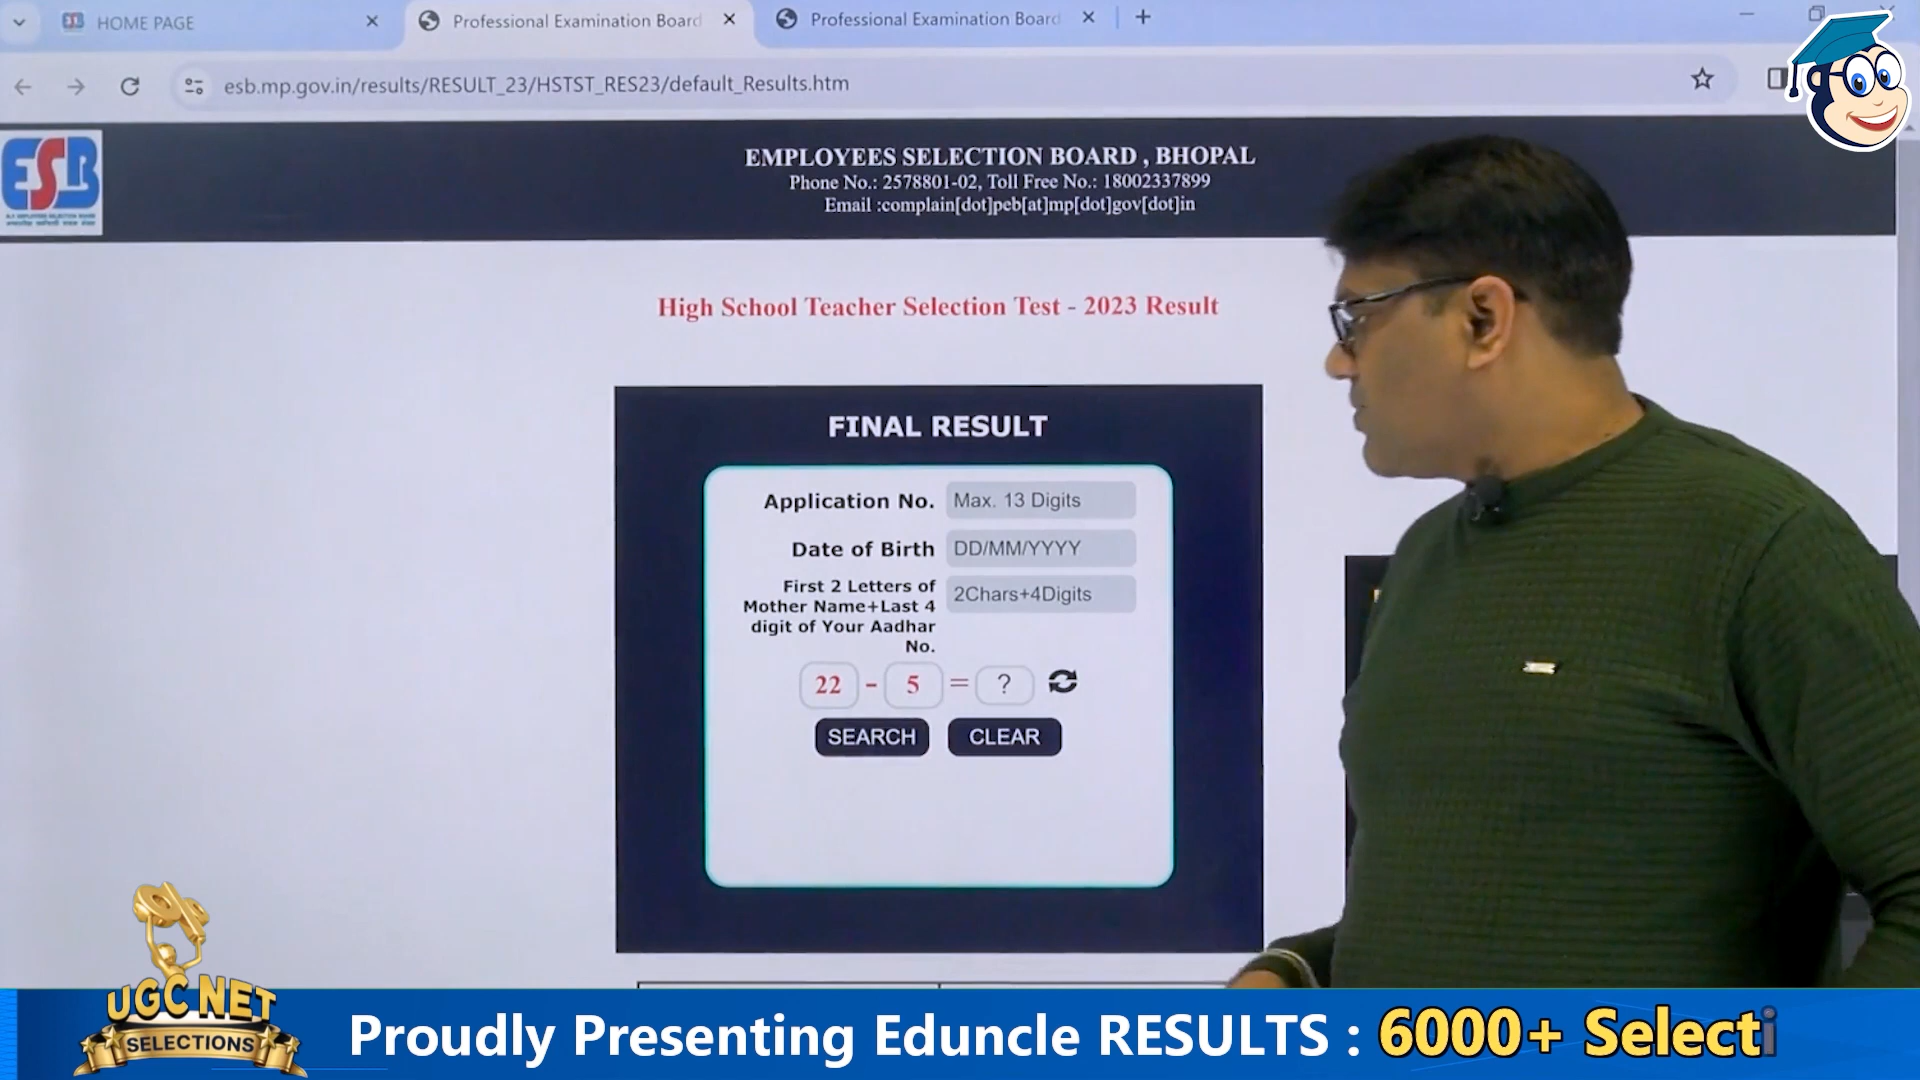 HOME PAGE
Professional Examination Board
Professional Examination Board
esb.mp.gov.in/results/RESULT_23/HSTST_RES23/default_Results.htm
ESB
EMPLOYEES SELECTION BOARD , BHOPAL
Phone No.: 2578801-02, Toll Free No.: 18002337899
Email :complain[dot]peb[at]mp[dot]gov[dot]in
High School Teacher Selection Test - 2023 Result
FINAL RESULT
Application No. Max. 13 Digits
Date of Birth DD/MM/YYYY
First 2 Letters of
Mother Name+Last 4
digit of Your Aadhar
No.
2Chars+4Digits
22 - 5 = ?
SEARCH CLEAR
UGC NET
SELECTIONS
Proudly Presenting Eduncle RESULTS : 6000+ Selecti